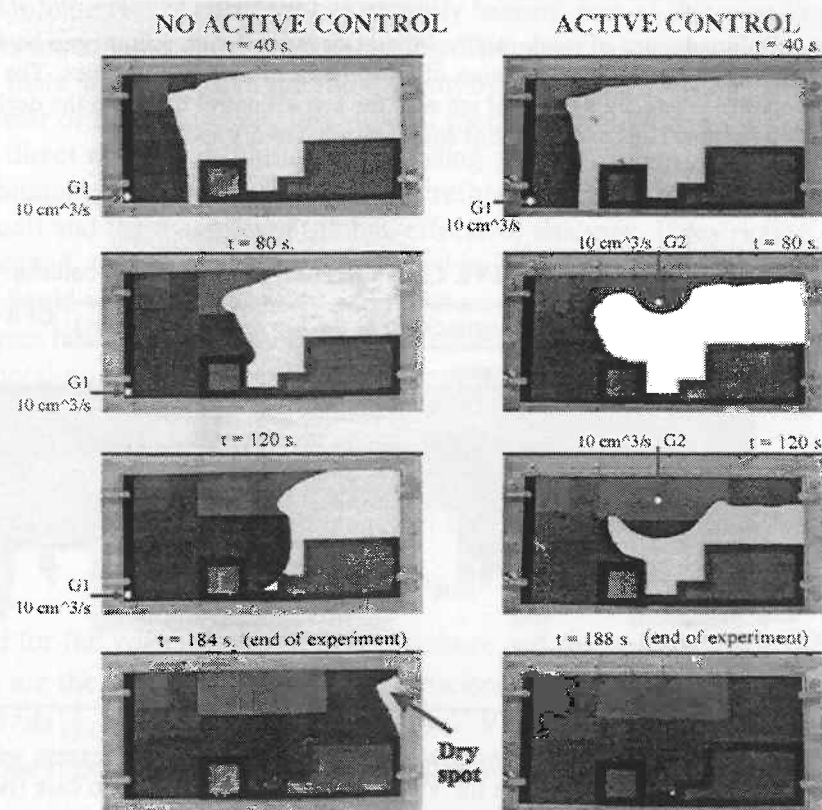 NO ACTIVE CONTROL
ACTIVE CONTROL
t = 40 s.
t = 40 s.
G1
10 cm^3/s
G1
10 cm^3/s
t = 80 s.
10 cm^3/s G2
t = 80 s.
G1
10 cm^3/s
t = 120 s.
10 cm^3/s G2
t = 120 s.
G1
10 cm^3/s
t = 184 s. (end of experiment)
t = 188 s. (end of experiment)
Dry
spot